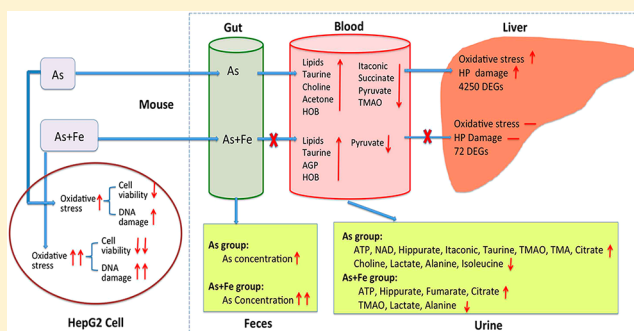 Gut
Blood
Liver
As
Mouse
As+Fe
As
As+Fe
Lipids
Taurine
Choline
Acetone
HOB
Itaconic
Succinate
Pyruvate
TMAO
Lipids
Taurine
AGP
HOB
Pyruvate
Oxidative stress
HP damage
4250 DEGs
Oxidative stress
HP Damage
72 DEGs
Oxidative
stress
Cell
viability
DNA
damage
Oxidative
stress
Cell
viability
DNA
damage
HepG2 Cell
As group:
As concentration
As+Fe group:
As Concentration
Feces
As group:
ATP, NAD, Hippurate, Itaconic, Taurine, TMAO, TMA, Citrate
Choline, Lactate, Alanine, Isoleucine
As+Fe group:
ATP, Hippurate, Fumarate, Citrate
TMAO, Lactate, Alanine
Urine